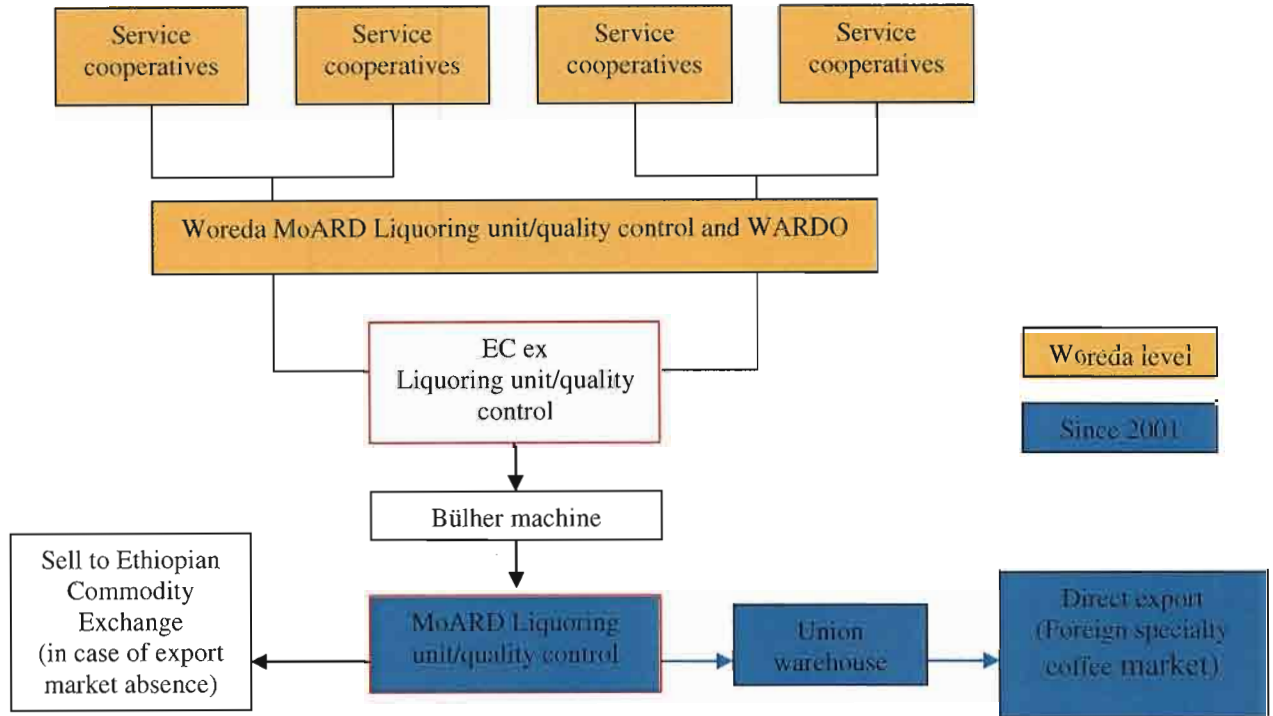 Service
cooperatives
Service
cooperatives
Service
cooperatives
Service
cooperatives
Woreda MoARD Liquoring unit/quality control and WARDO
EC ex
Liquoring unit/quality
control
Woreda level
Since 2001
Bülher machine
Sell to Ethiopian
Commodity
Exchange
(in case of export
market absence)
MoARD Liquoring
unit/quality control
Union
warehouse
Direct export
(Foreign specialty
coffee market)